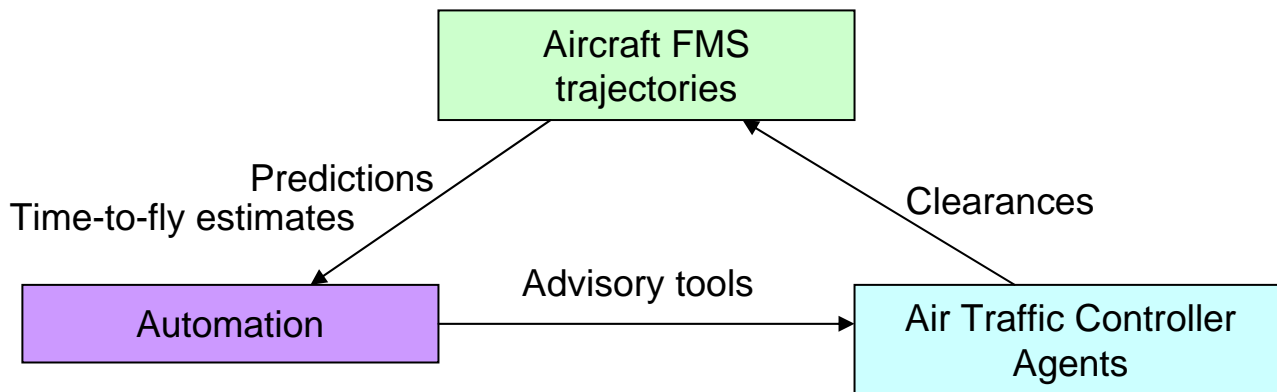 Aircraft FMS
trajectories
Predictions
Time-to-fly estimates
Clearances
Advisory tools
Automation
Air Traffic Controller
Agents